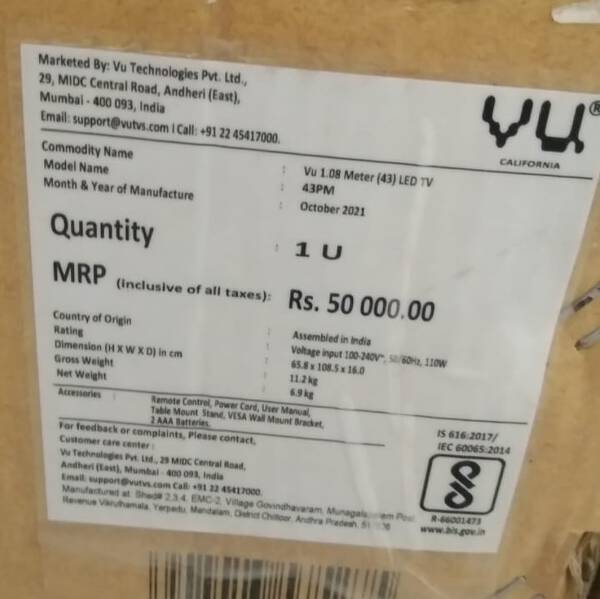 Marketed By: Vu Technologies Pvt. Ltd.,
29, MIDC Central Road, Andheri (East),
Mumbai - 400 093, India
Email: support@vutvs.com I Call: +91 22 45417000.
VU®
CALIFORNIA
Commodity Name : Vu 1.08 Meter (43) LED TV
Model Name : 43PM
Month & Year of Manufacture : October 2021
Quantity : 1 U
MRP (inclusive of all taxes): Rs. 50 000.00
Country of Origin : Assembled in India
Rating : Voltage input 100-240V~, 50/60Hz, 110W
Dimension (H X W X D) in cm : 65.8 x 108.5 x 16.0
Gross Weight : 11.2 kg
Net Weight : 6.9 kg
Accessories : Remote Control, Power Cord, User Manual,
Table Mount Stand, VESA Wall Mount Bracket,
2 AAA Batteries.
For feedback or complaints, Please contact,
Customer care center :
Vu Technologies Pvt. Ltd., 29 MIDC Central Road,
Andheri (East), Mumbai - 400 093, India
Email: support@vutvs.com Call: +91 22 45417000.
Manufactured at: Shed# 2,3,4, EMC-2, Village Govindhavaram, Post
Revenue Vikruthamala, Yerpedu, Mandalam, District Chittoor, Andhra Pradesh,
IS 616:2017/
IEC 60065:2014
R-66001473
www.bis.gov.in